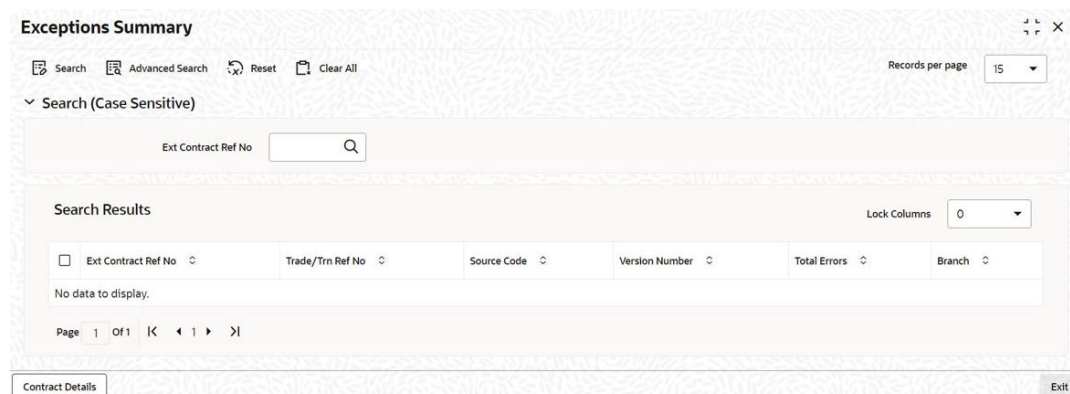 Exceptions Summary
Search Advanced Search Reset Clear All Records per page 15
Search (Case Sensitive)
Ext Contract Ref No
Search Results Lock Columns 0
Ext Contract Ref No Trade/Trn Ref No Source Code Version Number Total Errors Branch
No data to display.
Page 1 Of 1 1
Contract Details Exit